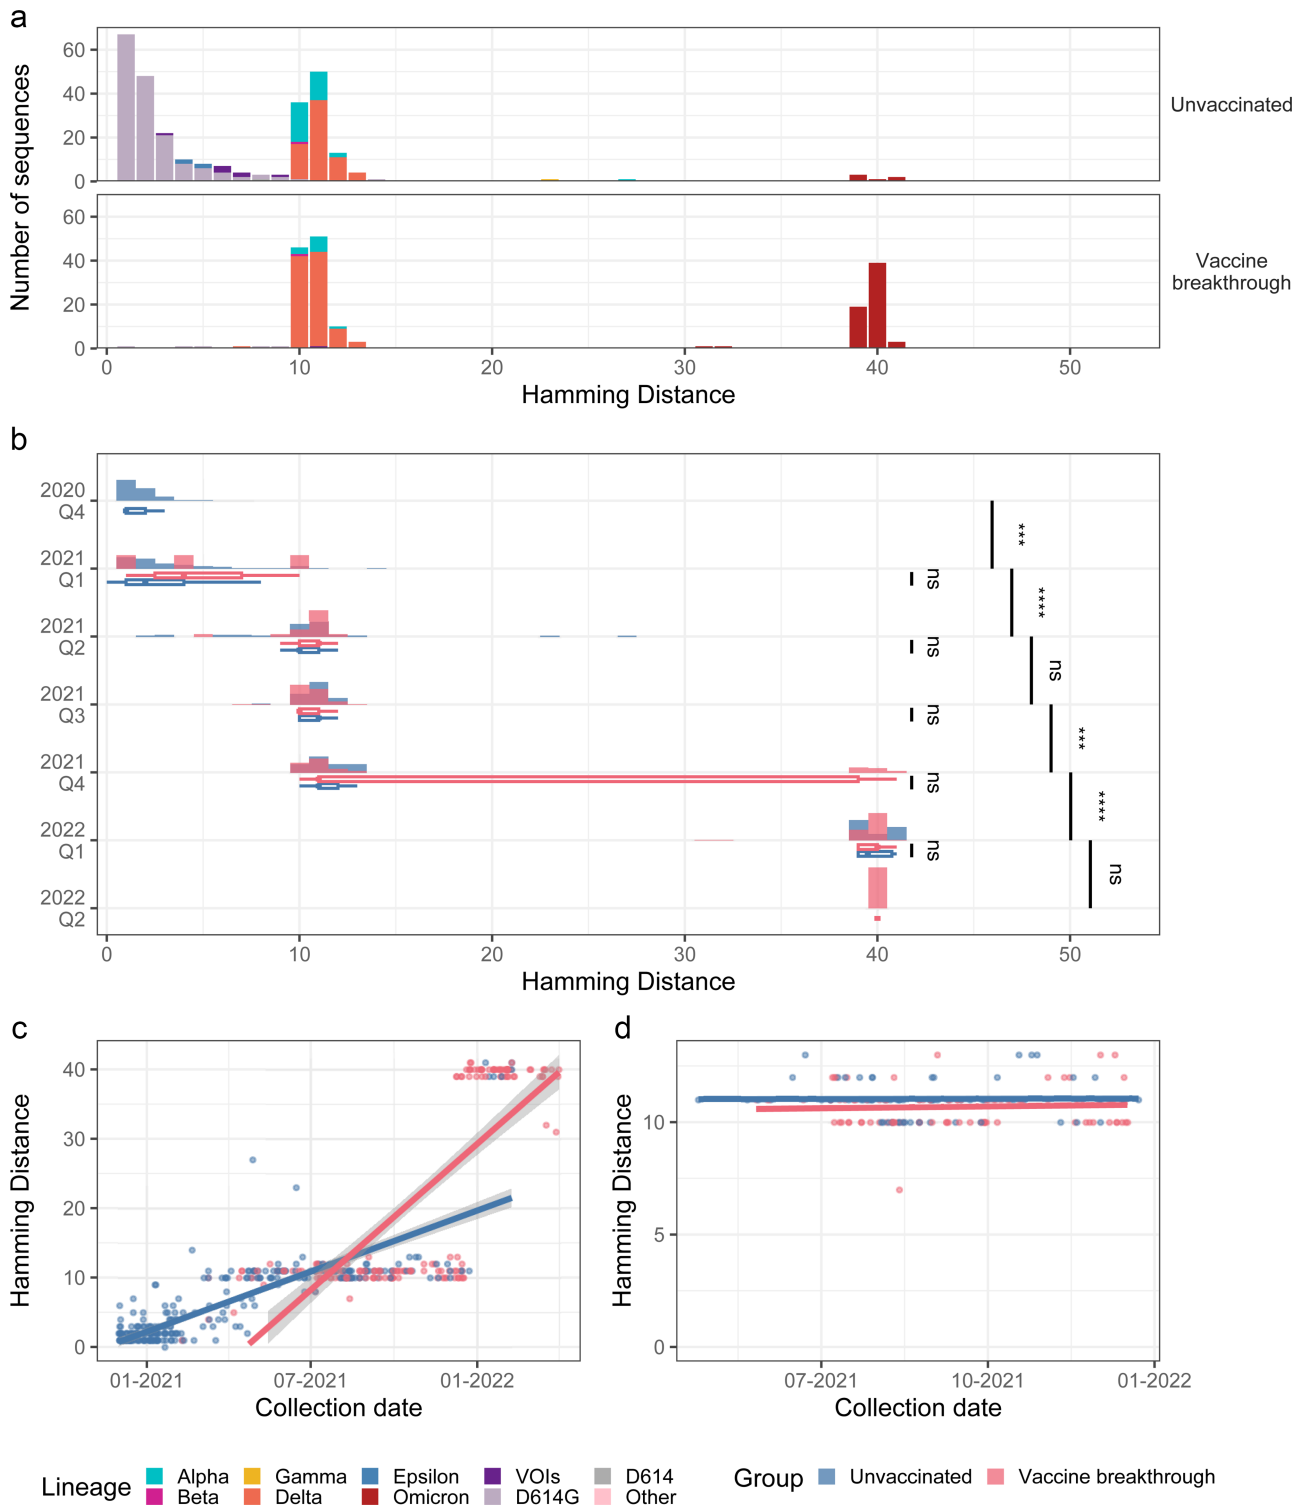 a
60
40
20
0
Unvaccinated
60
40
20
0
Vaccine
breakthrough
Number of sequences
0 10 20 30 40 50
Hamming Distance
b
2020
Q4
***
2021
Q1
ns
****
2021
Q2
ns
ns
2021
Q3
ns
***
2021
Q4
ns
****
2022
Q1
ns
ns
2022
Q2
0 10 20 30 40 50
Hamming Distance
c
40
30
20
10
0
Hamming Distance
01-2021 07-2021 01-2022
Collection date
d
10
5
0
Hamming Distance
07-2021 10-2021 01-2022
Collection date
Lineage Alpha Gamma Epsilon VOIs D614
Beta Delta Omicron D614G Other
Group Unvaccinated Vaccine breakthrough